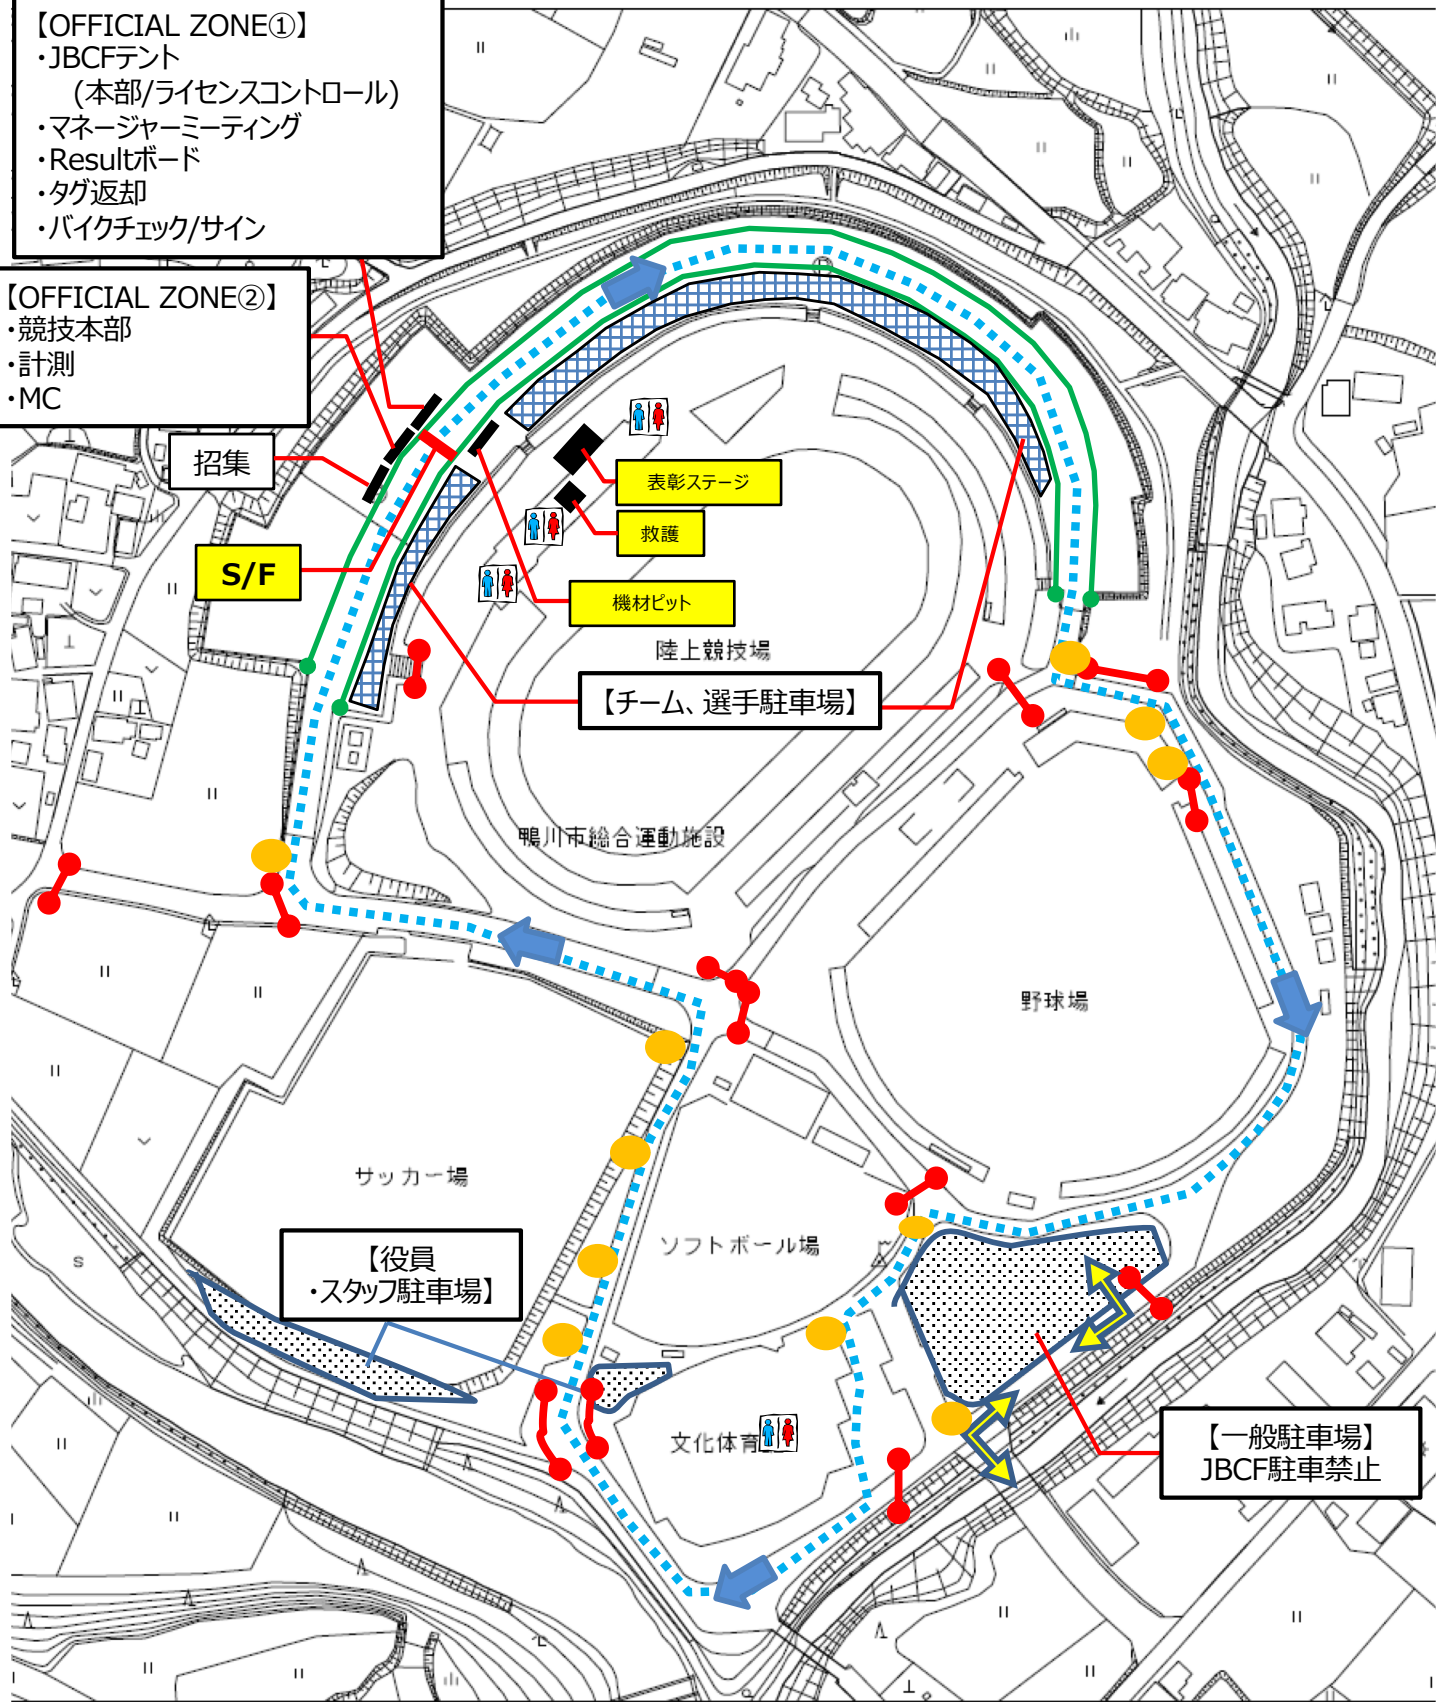 【OFFICIAL ZONE①】
・JBCFテント
(本部/ライセンスコントロール)
・マネージャーミーティング
・Resultボード
・タグ返却
・バイクチェック/サイン
【OFFICIAL ZONE②】
・競技本部
・計測
・MC
招集
S/F
表彰ステージ
救護
機材ピット
陸上競技場
【チーム、選手駐車場】
鴨川市総合運動施設
野球場
サッカー場
ソフトボール場
【役員
・スタッフ駐車場】
文化体育
【一般駐車場】
JBCF駐車禁止